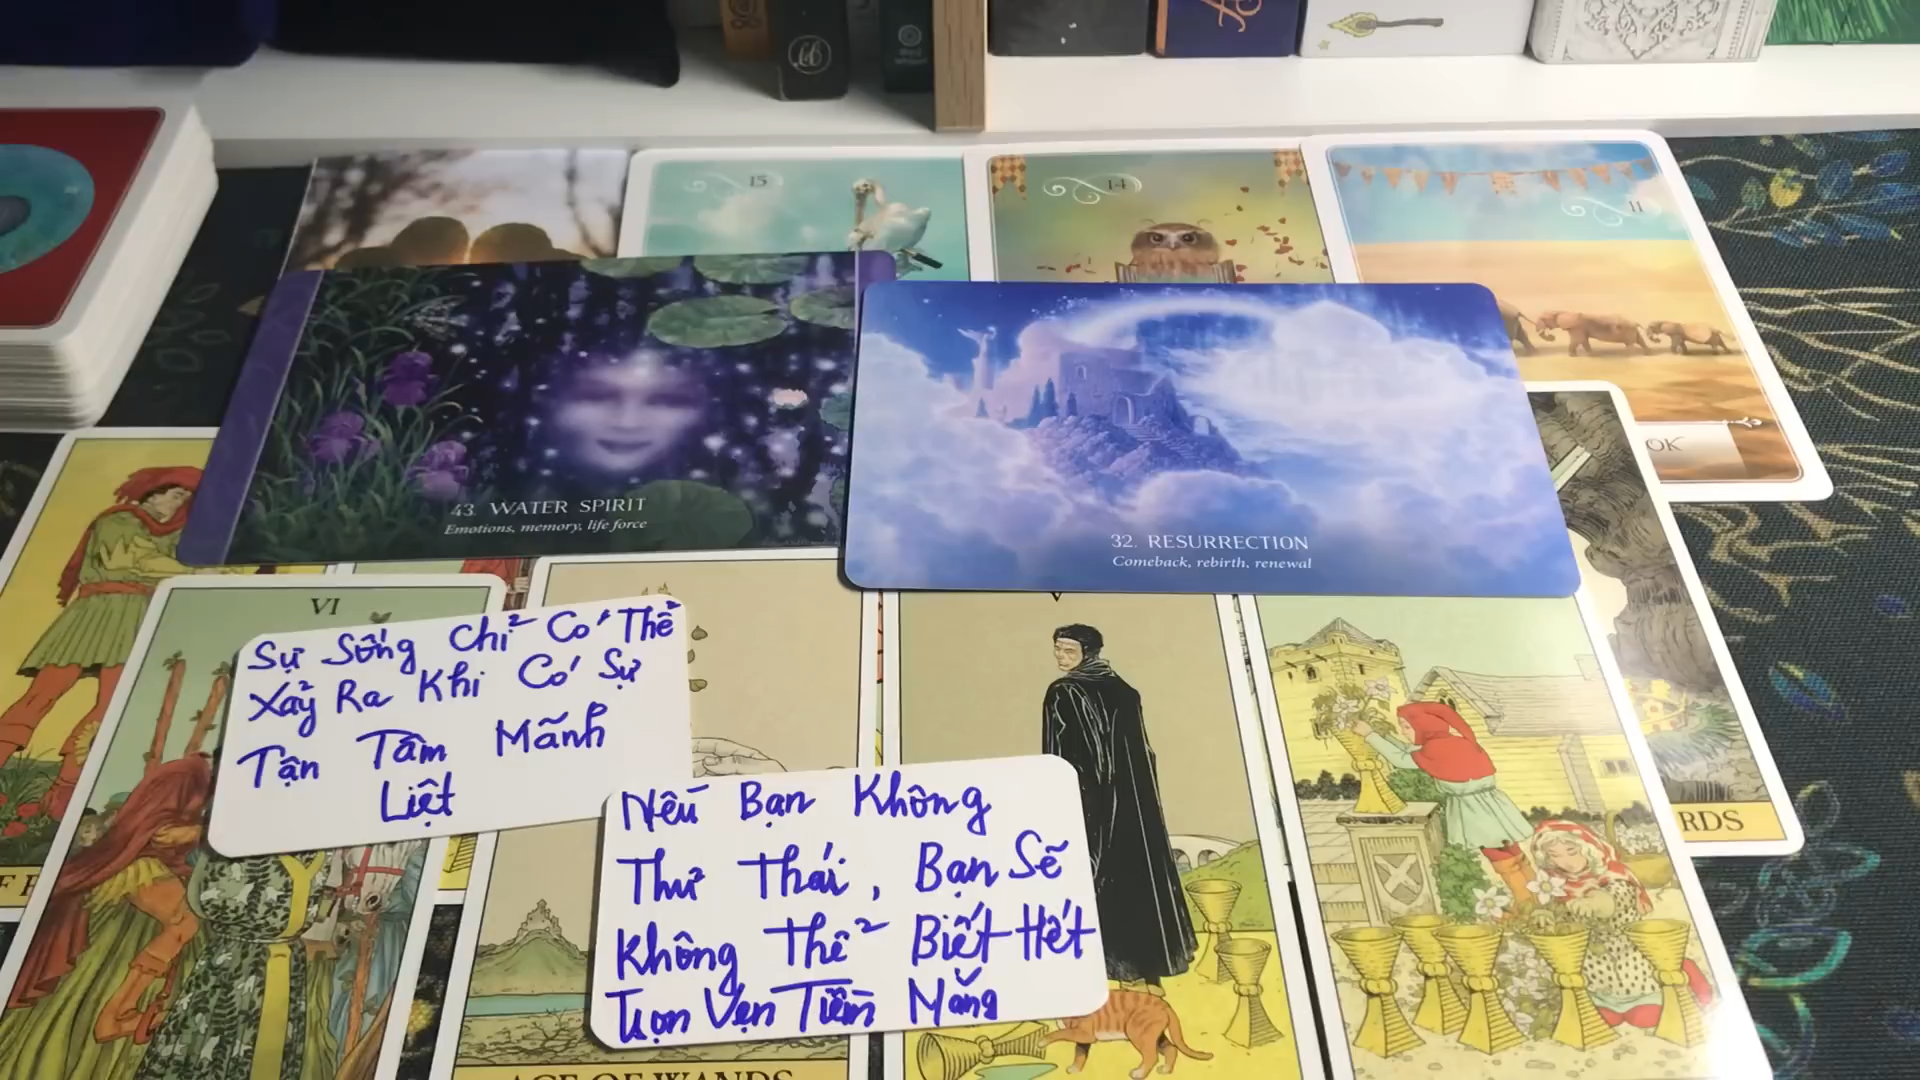 15
14
11
OK
43. WATER SPIRIT
Emotions, memory, life force
32. RESURRECTION
Comeback, rebirth, renewal
VI
V
Sự Sống Chỉ Có Thể
Xảy Ra Khi Có Sự
Tận Tâm Mãnh
Liệt
RDS
Nếu Bạn Không
Thư Thái, Bạn Sẽ
Không Thể Biết Hết
Trọn Vẹn Tiềm Năng
ACE OF WANDS